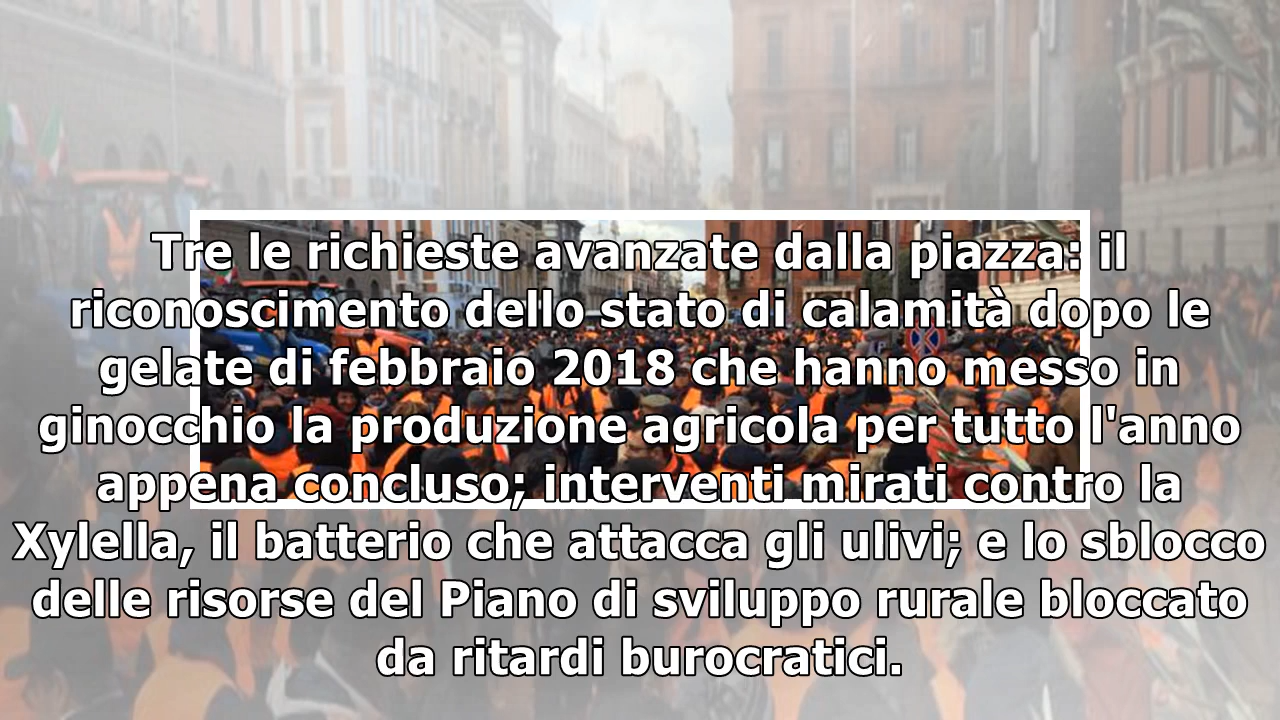 Tre le richieste avanzate dalla piazza: il
riconoscimento dello stato di calamità dopo le
gelate di febbraio 2018 che hanno messo in
ginocchio la produzione agricola per tutto l'anno
appena concluso; interventi mirati contro la
Xylella, il batterio che attacca gli ulivi; e lo sblocco
delle risorse del Piano di sviluppo rurale bloccato
da ritardi burocratici.